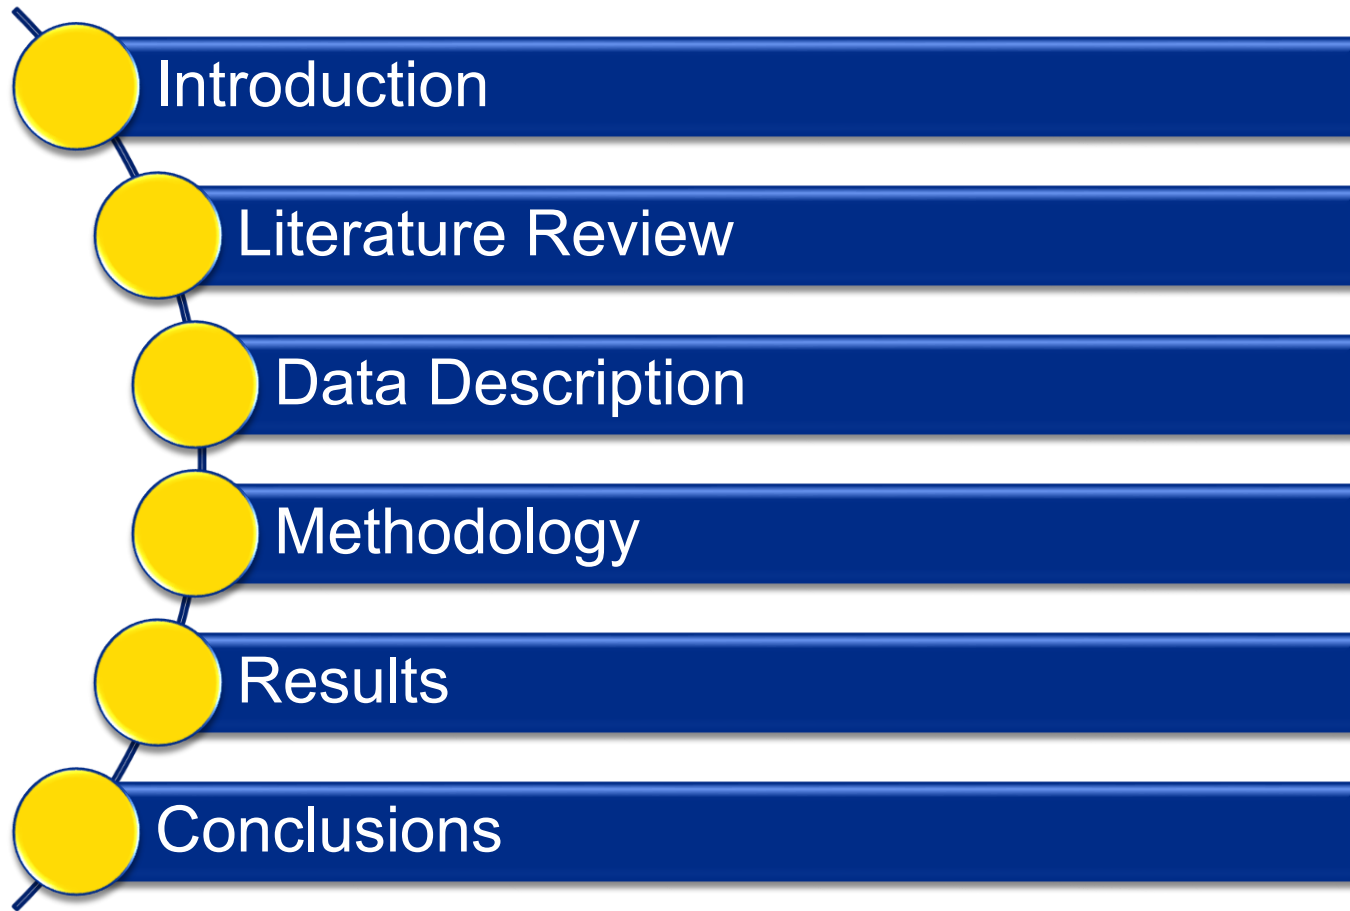 Introduction
Literature Review
Data Description
Methodology
Results
Conclusions